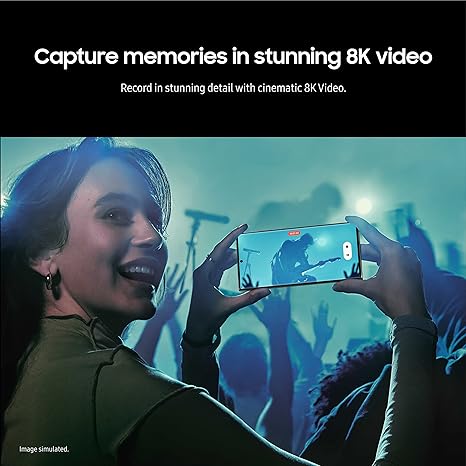 Capture memories in stunning 8K video
Record in stunning detail with cinematic 8K Video.
Image simulated.